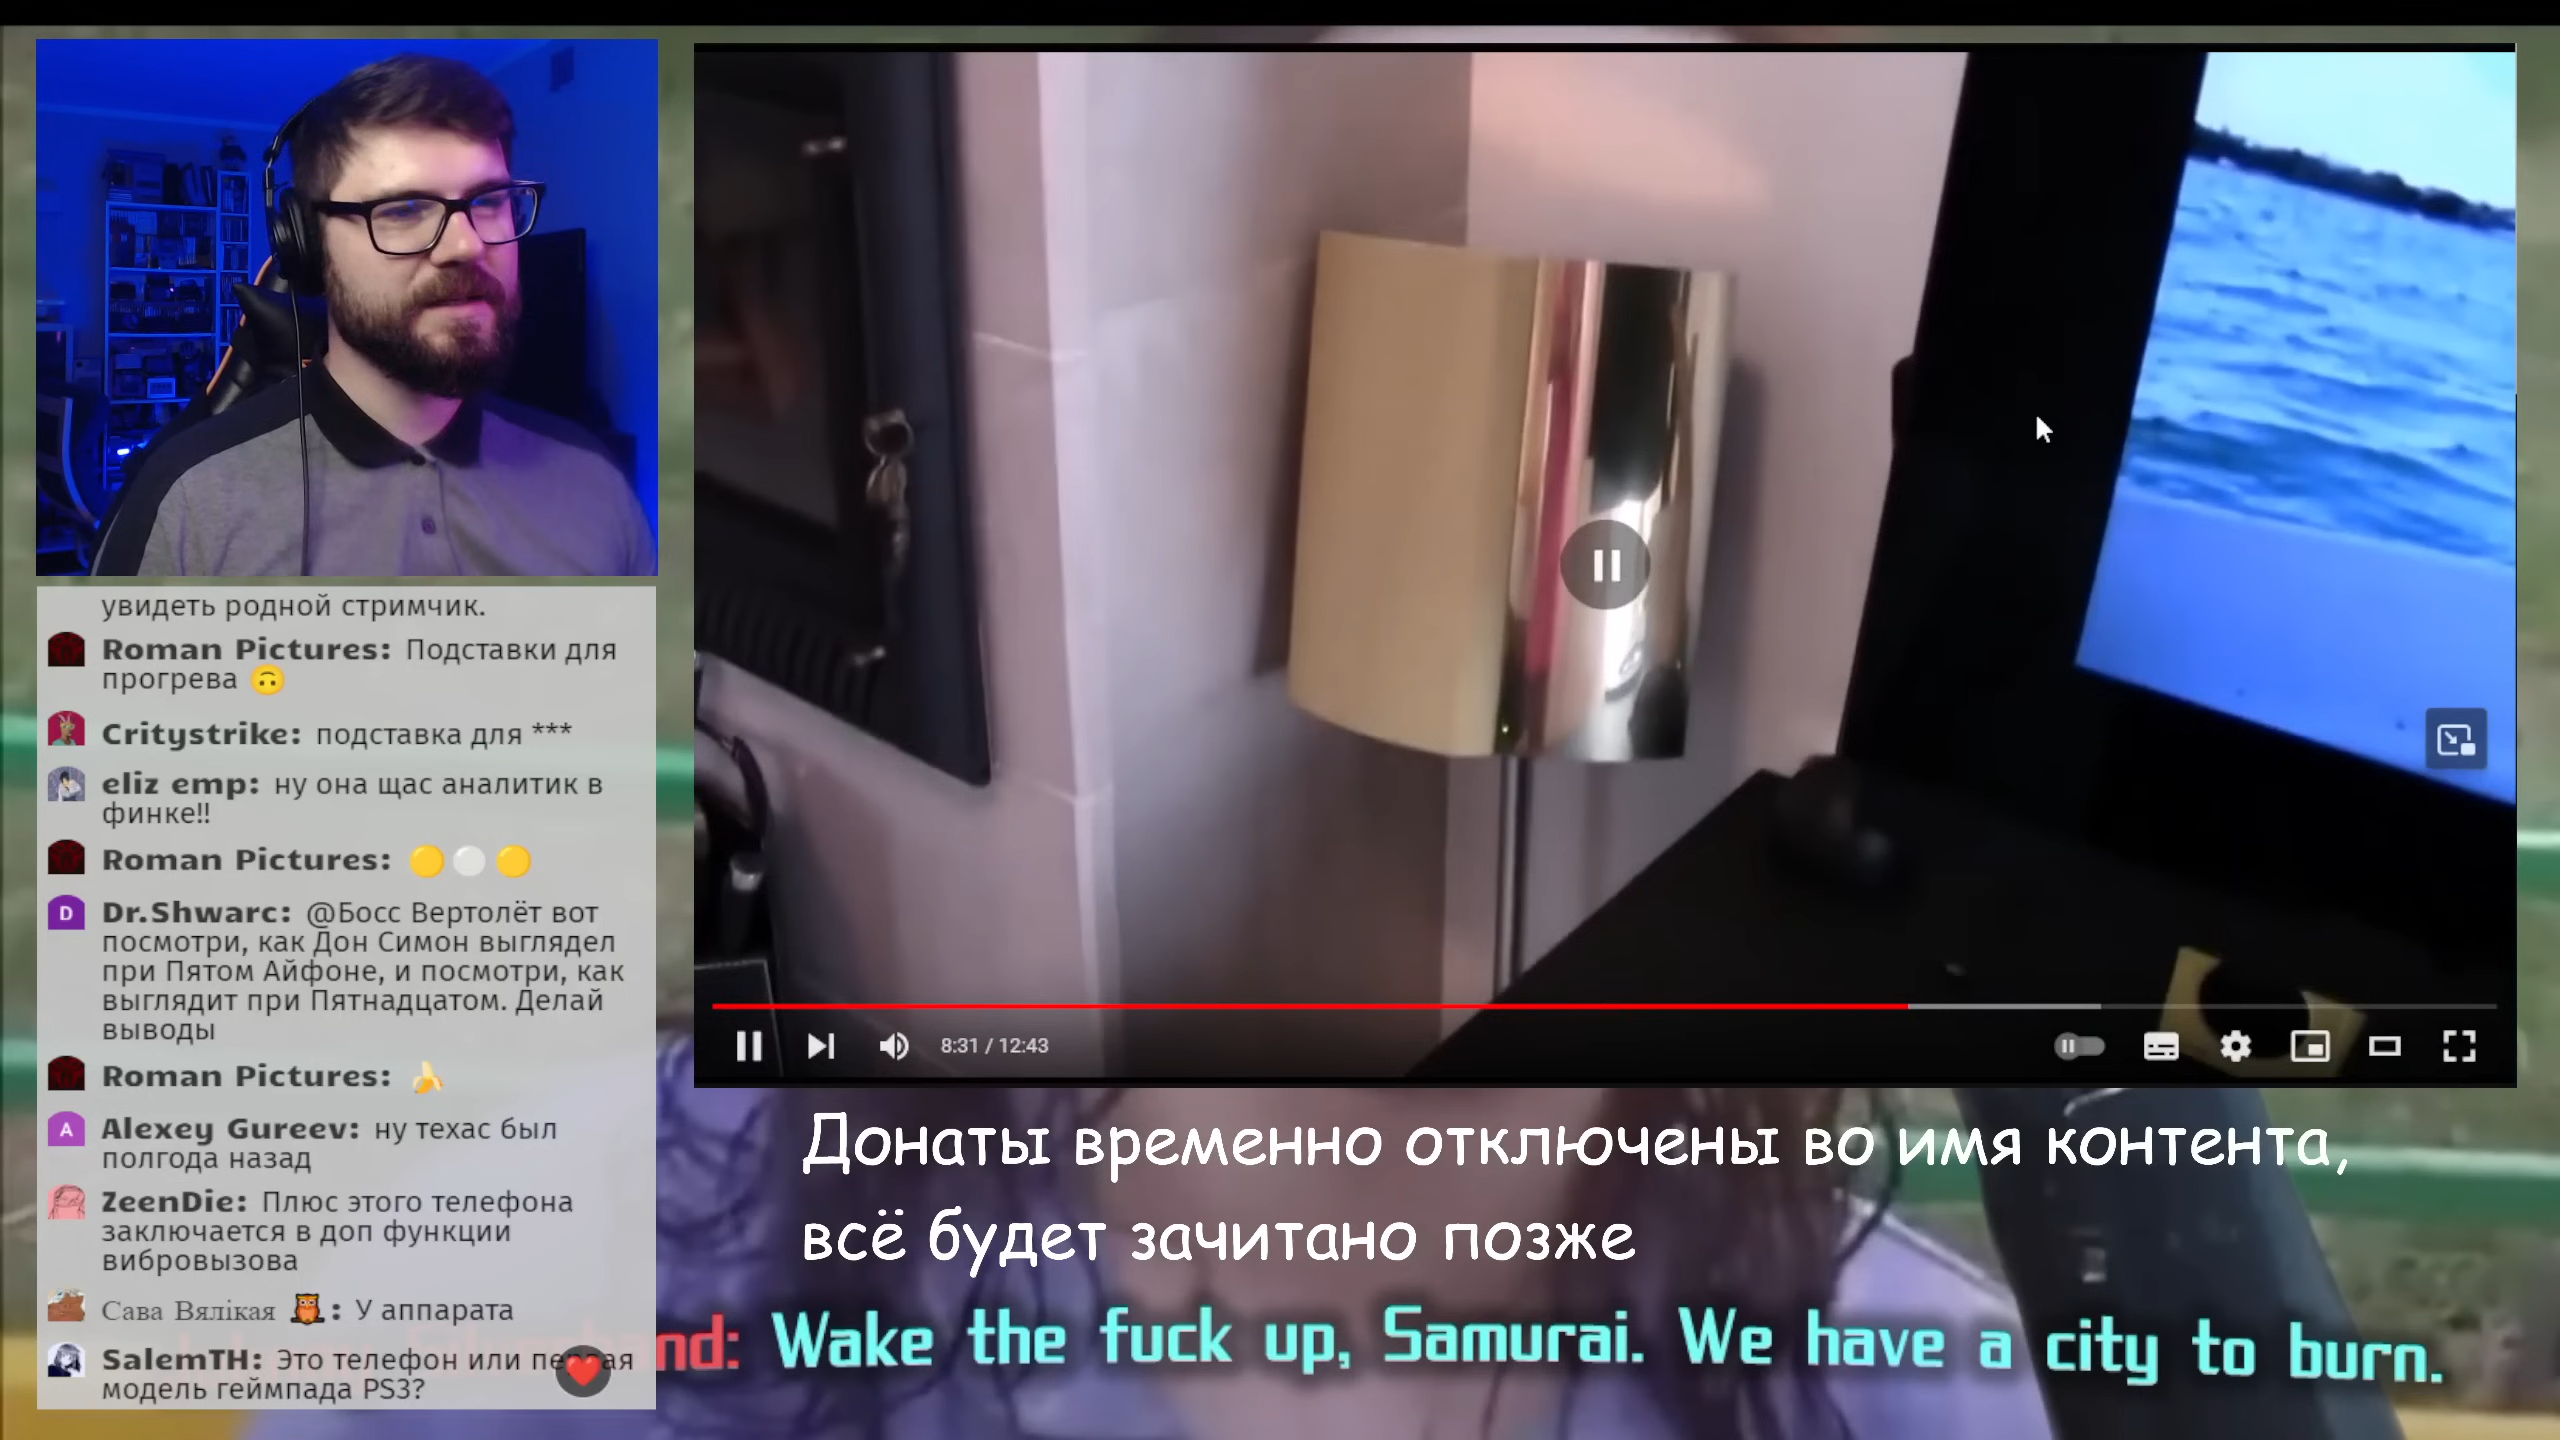 увидеть родной стримчик.
Roman Pictures: Подставки для
прогрева 🙃
Critystrike: подставка для ***
eliz emp: ну она щас аналитик в
финке!!
Roman Pictures: 🟡⚪🟡
D
Dr.Shwarc: @Босс Вертолёт вот
посмотри, как Дон Симон выглядел
при Пятом Айфоне, и посмотри, как
выглядит при Пятнадцатом. Делай
выводы
Roman Pictures: 🍌
A
Alexey Gureev: ну техас был
полгода назад
ZeenDie: Плюс этого телефона
заключается в доп функции
вибровызова
Сава Вялікая 🦉: У аппарата
SalemTH: Это телефон или первая
модель геймпада PS3?
8:31 / 12:43
Донаты временно отключены во имя контента,
всё будет зачитано позже
nd: Wake the fuck up, Samurai. We have a city to burn.